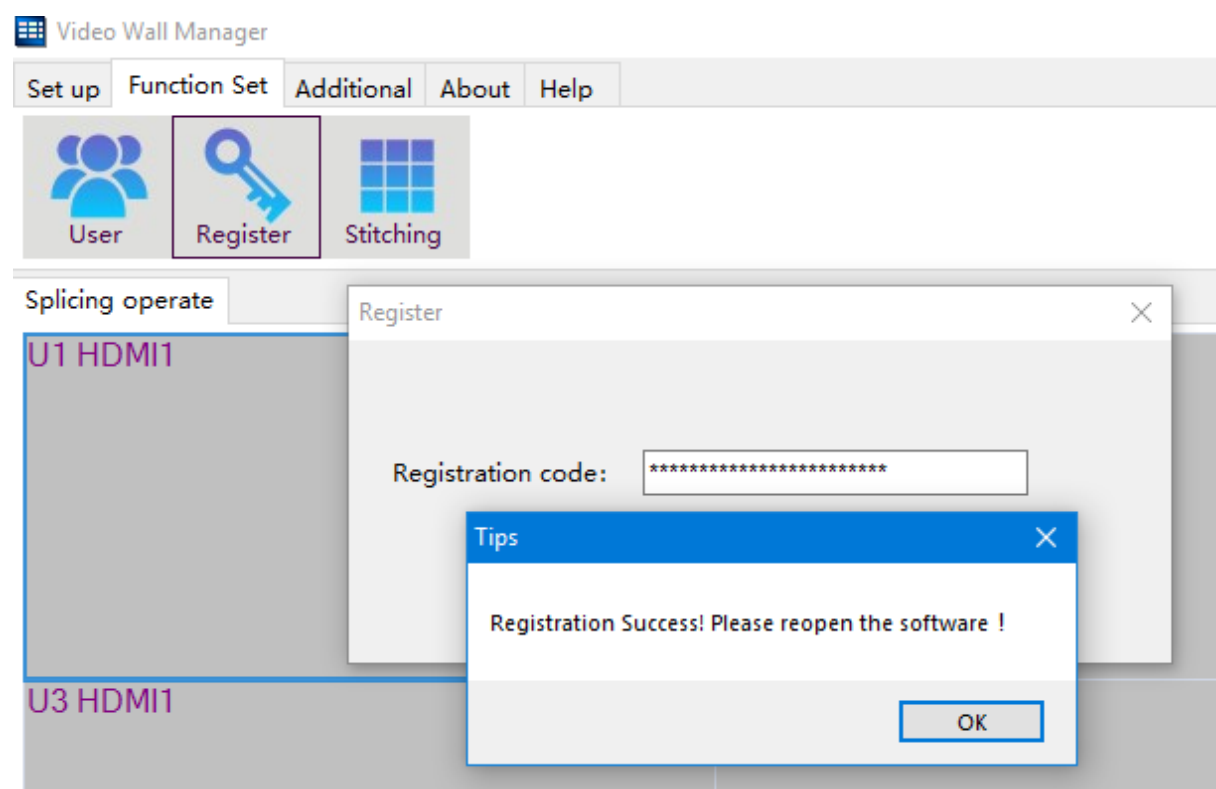 Video Wall Manager
Set up Function Set Additional About Help
User Register Stitching
Splicing operate
Register
U1 HDMI1
Registration code: ************************
Tips
Registration Success! Please reopen the software !
U3 HDMI1
OK